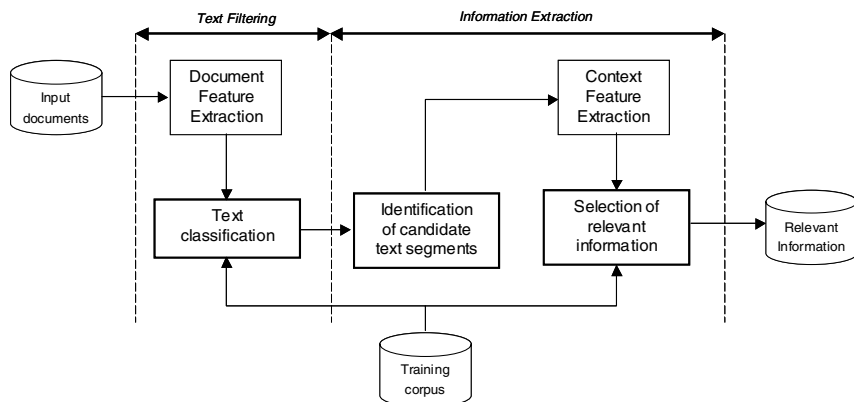 Text Filtering
Information Extraction
Input
documents
Document
Feature
Extraction
Context
Feature
Extraction
Text
classification
Identification
of candidate
text segments
Selection of
relevant
information
Relevant
Information
Training
corpus